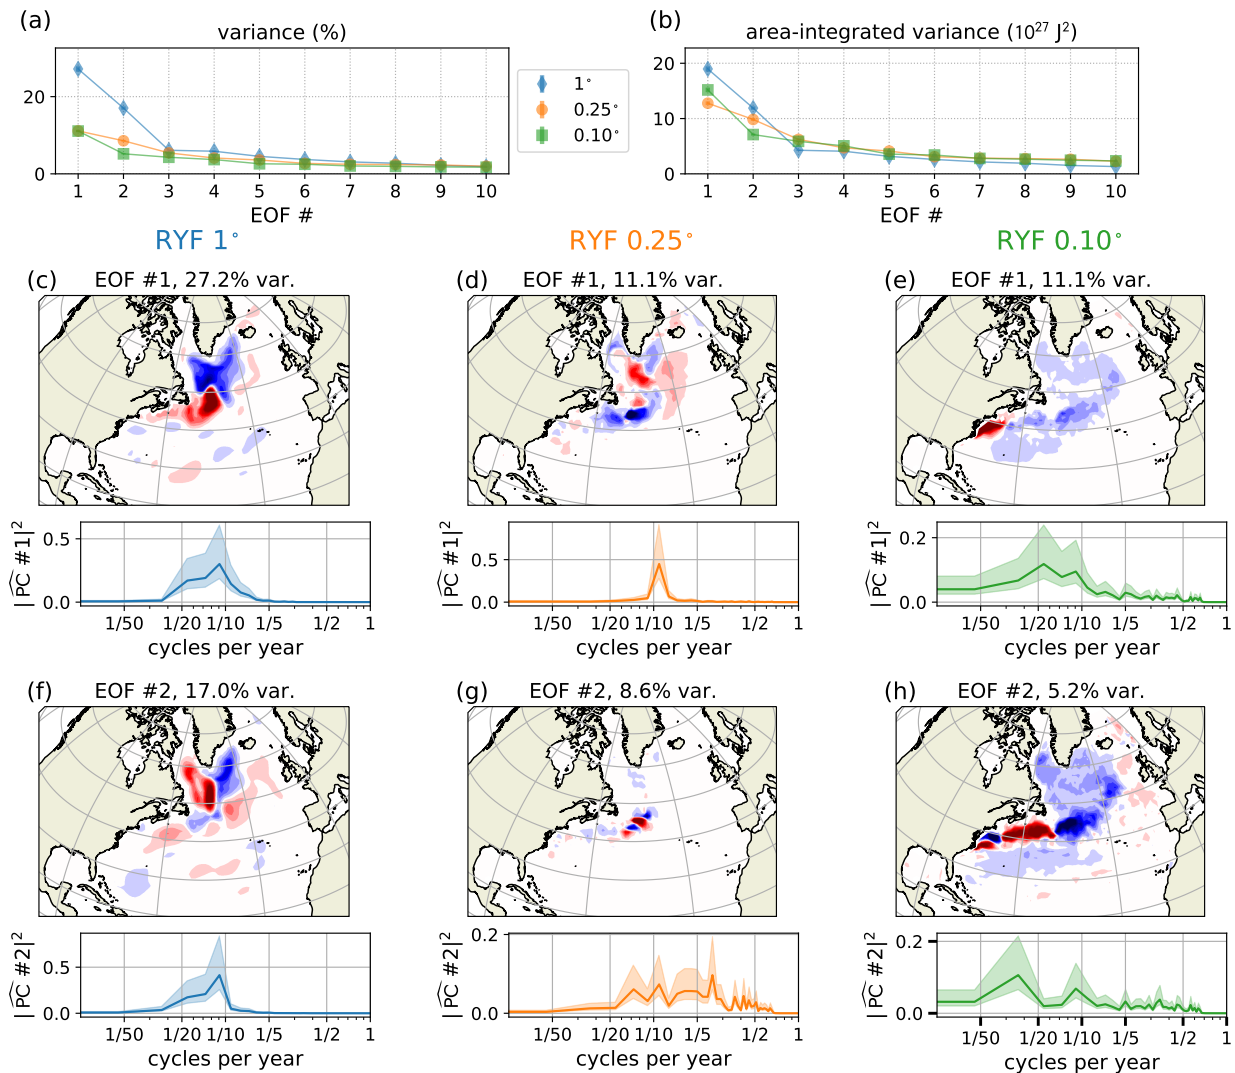 (a)
variance (%)
20
0
1 2 3 4 5 6 7 8 9 10
EOF #
1°
0.25°
0.10°
(b)
area-integrated variance (10²⁷ J²)
20
10
0
1 2 3 4 5 6 7 8 9 10
EOF #
RYF 1°
RYF 0.25°
RYF 0.10°
(c)
EOF #1, 27.2% var.
(d)
EOF #1, 11.1% var.
(e)
EOF #1, 11.1% var.
|PC #1|²
0.5
0.0
1/50 1/20 1/10 1/5 1/2 1
cycles per year
|PC #1|²
0.5
0.0
1/50 1/20 1/10 1/5 1/2 1
cycles per year
|PC #1|²
0.2
0.0
1/50 1/20 1/10 1/5 1/2 1
cycles per year
(f)
EOF #2, 17.0% var.
(g)
EOF #2, 8.6% var.
(h)
EOF #2, 5.2% var.
|PC #2|²
0.5
0.0
1/50 1/20 1/10 1/5 1/2 1
cycles per year
|PC #2|²
0.2
0.0
1/50 1/20 1/10 1/5 1/2 1
cycles per year
|PC #2|²
0.2
0.0
1/50 1/20 1/10 1/5 1/2 1
cycles per year